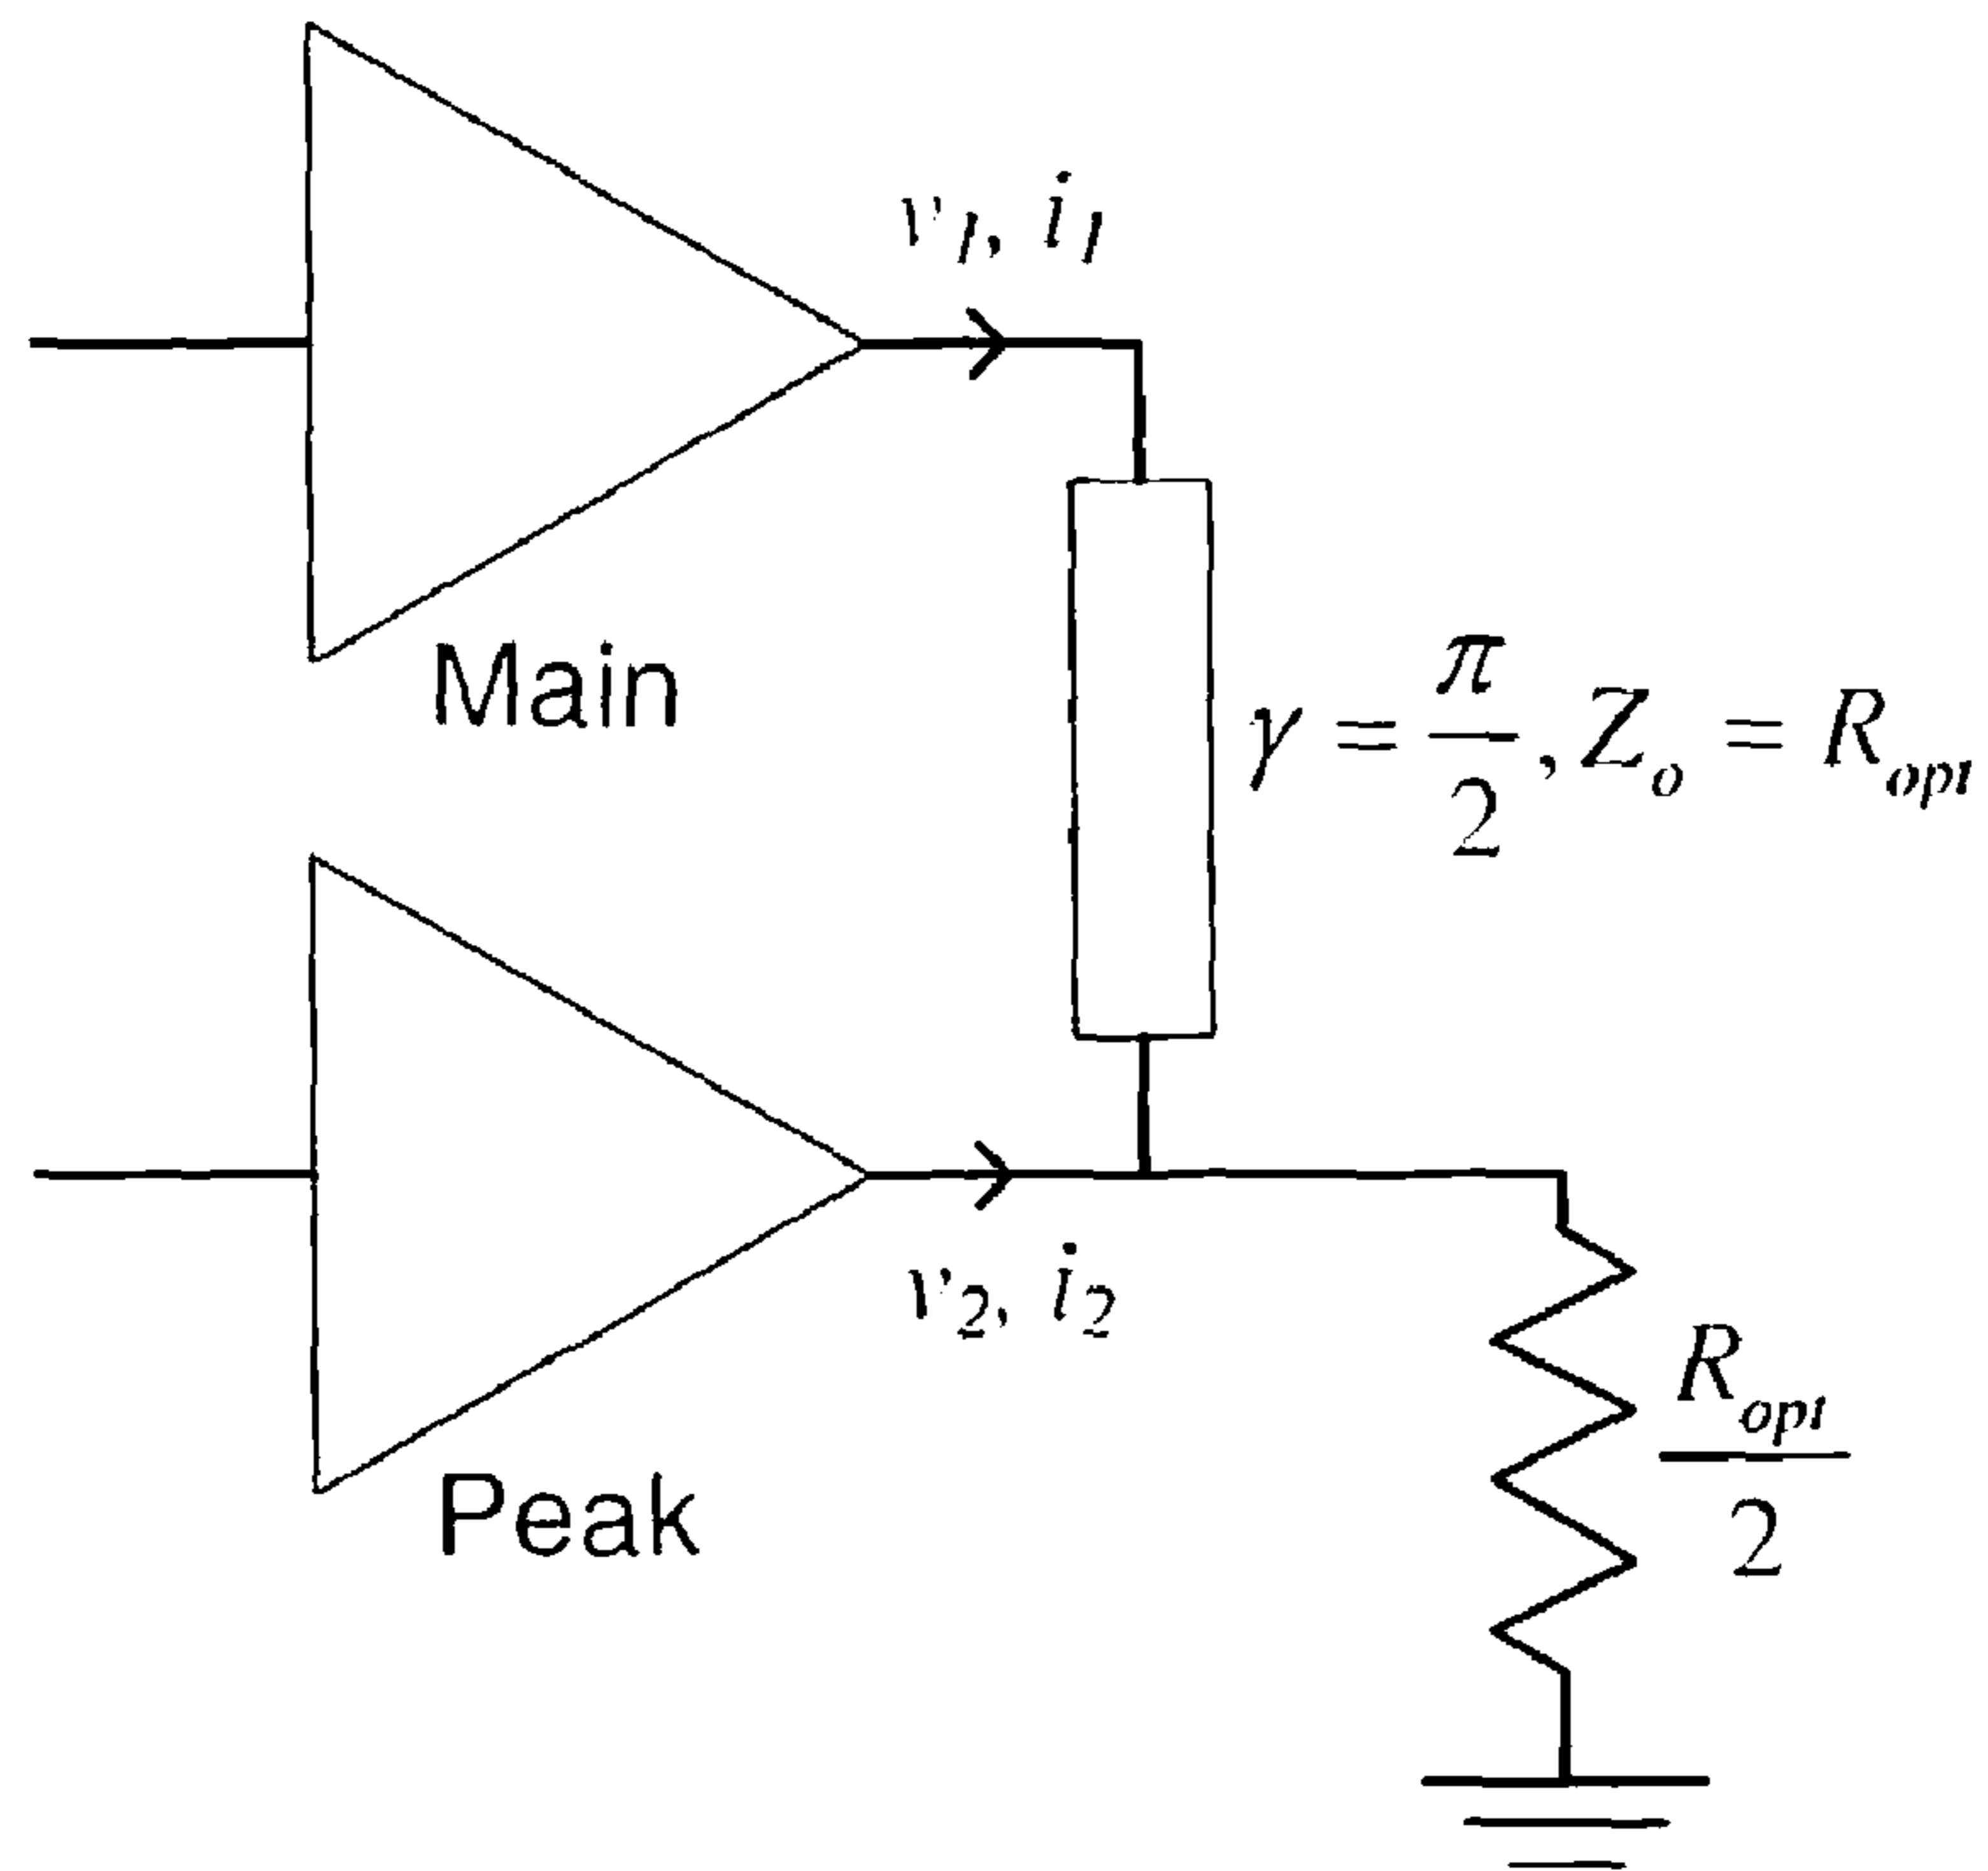 v1, i1
Main
γ = π/2, Zo = Ropt
Peak
v2, i2
Ropt/2